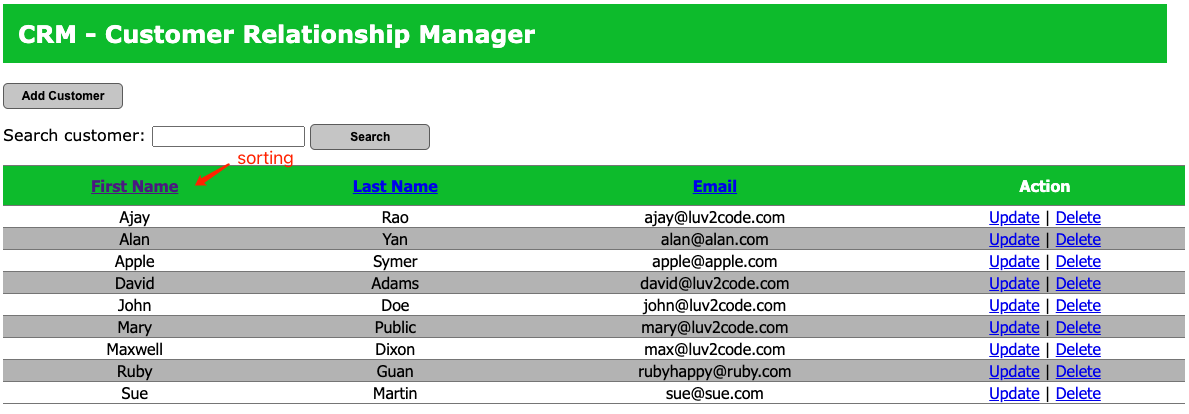 CRM - Customer Relationship Manager
Add Customer
Search customer: Search
sorting
First Name Last Name Email Action
Ajay Rao ajay@luv2code.com Update | Delete
Alan Yan alan@alan.com Update | Delete
Apple Symer apple@apple.com Update | Delete
David Adams david@luv2code.com Update | Delete
John Doe john@luv2code.com Update | Delete
Mary Public mary@luv2code.com Update | Delete
Maxwell Dixon max@luv2code.com Update | Delete
Ruby Guan rubyhappy@ruby.com Update | Delete
Sue Martin sue@sue.com Update | Delete